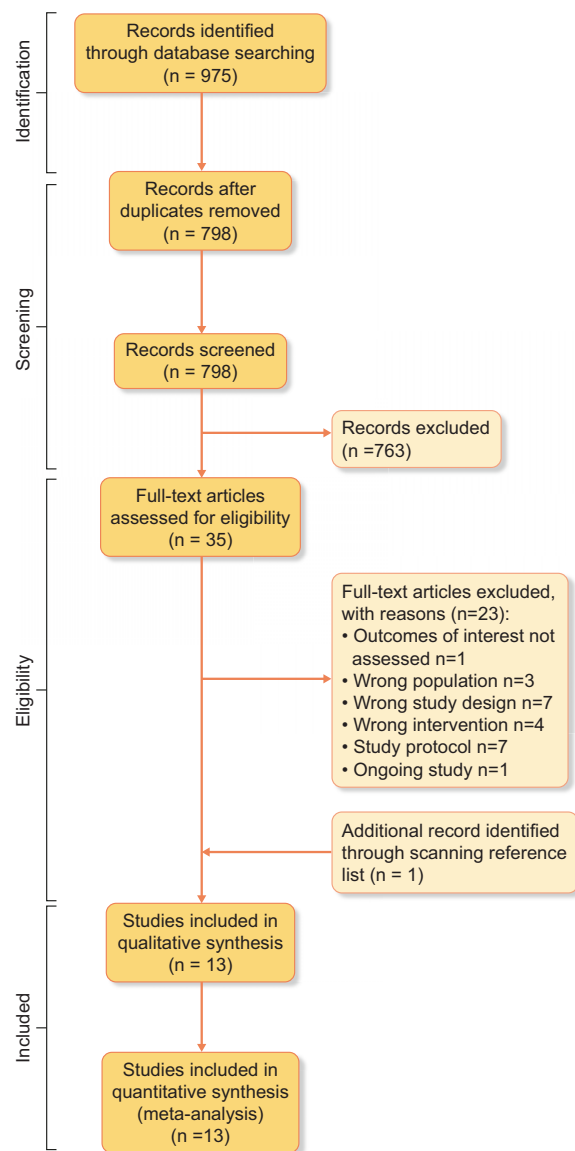 Identification
Records identified
through database searching
(n = 975)
Screening
Records after
duplicates removed
(n = 798)
Records screened
(n = 798)
Records excluded
(n =763)
Eligibility
Full-text articles
assessed for eligibility
(n = 35)
Full-text articles excluded,
with reasons (n=23):
• Outcomes of interest not
assessed n=1
• Wrong population n=3
• Wrong study design n=7
• Wrong intervention n=4
• Study protocol n=7
• Ongoing study n=1
Additional record identified
through scanning reference
list (n = 1)
Included
Studies included in
qualitative synthesis
(n = 13)
Studies included in
quantitative synthesis
(meta-analysis)
(n =13)